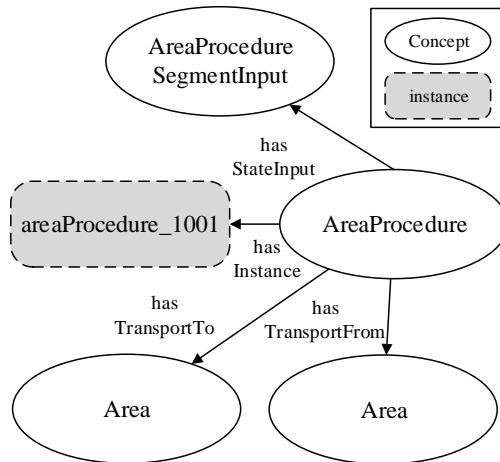 AreaProcedure
SegmentInput
Concept
instance
has
StateInput
areaProcedure_1001
AreaProcedure
has
Instance
has
TransportTo
has
TransportFrom
Area
Area